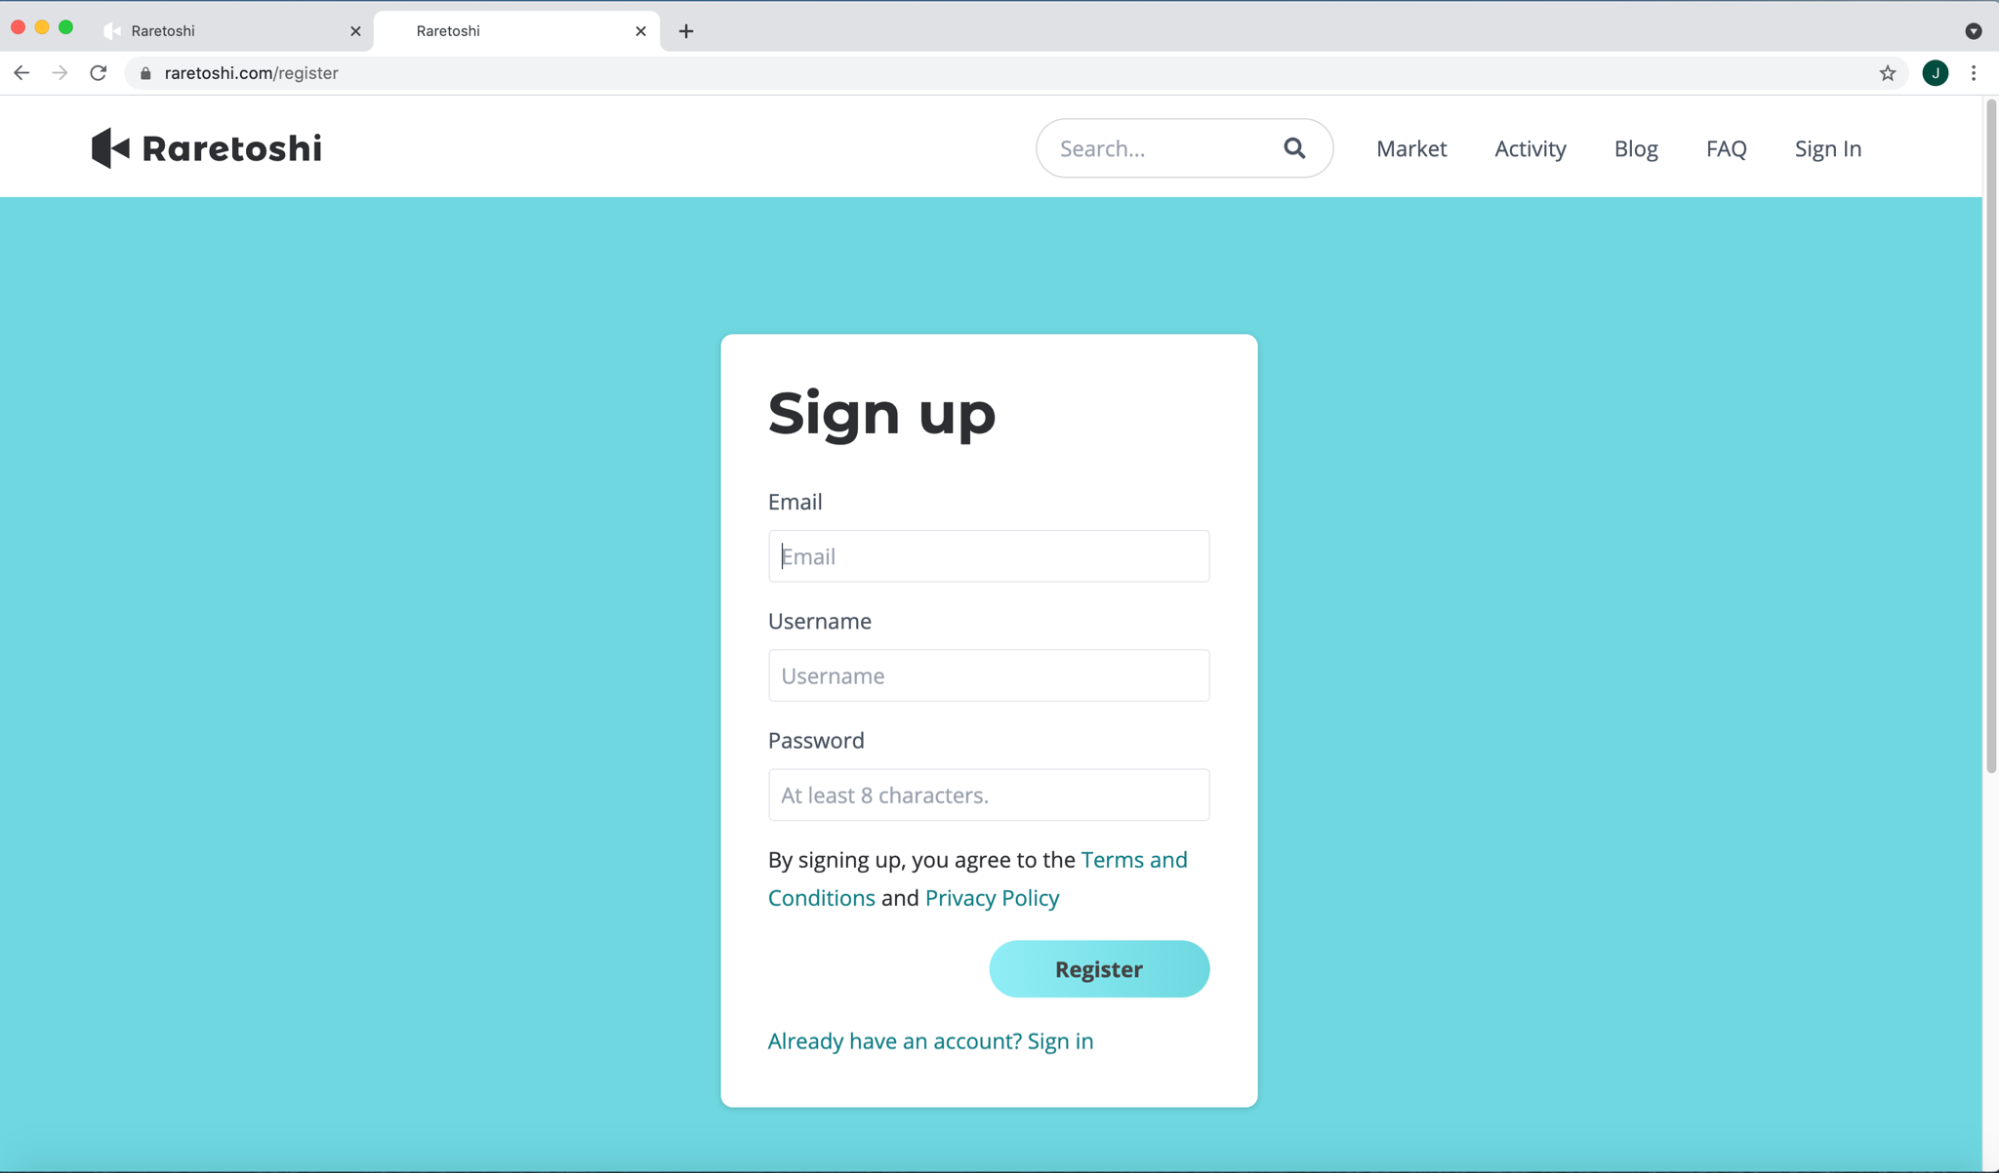 Raretoshi
Raretoshi
raretoshi.com/register
J
Raretoshi
Search...
Market
Activity
Blog
FAQ
Sign In
Sign up
Email
Email
Username
Username
Password
At least 8 characters.
By signing up, you agree to the Terms and
Conditions and Privacy Policy
Register
Already have an account? Sign in